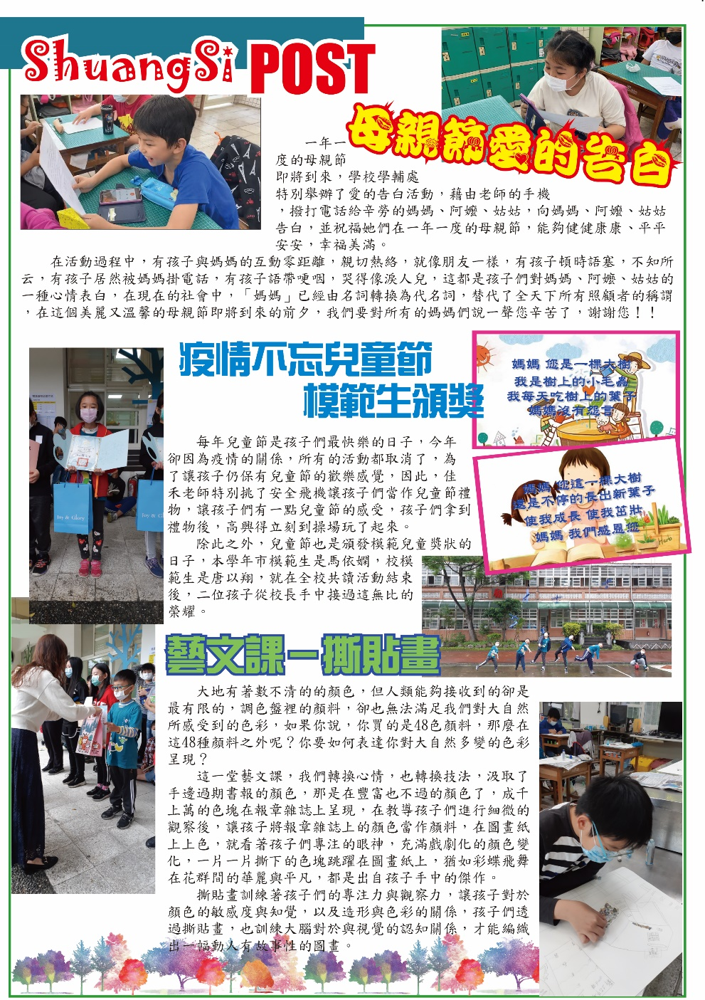 ShuangSi POST
母親節愛的告白
一年一
度的母親節
即將到來，學校學輔處
特別舉辦了愛的告白活動，藉由老師的手機
，撥打電話給辛勞的媽媽、阿嬤、姑姑，向媽媽、阿嬤、姑姑
告白，並祝福她們在一年一度的母親節，能夠健健康康、平平
安安，幸福美滿。
在活動過程中，有孩子與媽媽的互動零距離，親切熱絡，就像朋友一樣，有孩子頓時語塞，不知所
云，有孩子居然被媽媽掛電話，有孩子語帶哽咽，哭得像淚人兒，這都是孩子們對媽媽、阿嬤、姑姑的
一種心情表白，在現在的社會中，「媽媽」已經由名詞轉換為代名詞，替代了全天下所有照顧者的稱謂
，在這個美麗又溫馨的母親節即將到來的前夕，我們要對所有的媽媽們說一聲您辛苦了，謝謝您！！
疫情不忘兒童節
模範生頒獎
每年兒童節是孩子們最快樂的日子，今年
卻因為疫情的關係，所有的活動都取消了，為
了讓孩子仍保有兒童節的歡樂感覺，因此，佳
禾老師特別挑了安全飛機讓孩子們當作兒童節禮
物，讓孩子們有一點兒童節的感受，孩子們拿到
禮物後，高興得立刻到操場玩了起來。
除此之外，兒童節也是頒發模範兒童獎狀的
日子，本學年市模範生是馬依嫻，校模
範生是唐以翔，就在全校共讀活動結束
後，二位孩子從校長手中接過這無比的
榮耀。
媽媽 您是一棵大樹
我是樹上的小毛蟲
我每天吃樹上的葉子
媽媽沒有怨言
媽媽 您這一棵大樹
還是不停的長出新葉子
使我成長 使我茁壯
媽媽 我們感恩您
Herb
Joy & Glory
藝文課－撕貼畫
大地有著數不清的的顏色，但人類能夠接收到的卻是
最有限的，調色盤裡的顏料，卻也無法滿足我們對大自然
所感受到的色彩，如果你說，你買的是48色顏料，那麼在
這48種顏料之外呢？你要如何表達你對大自然多變的色彩
呈現？
這一堂藝文課，我們轉換心情，也轉換技法，汲取了
手邊過期書報的顏色，那是在豐富也不過的顏色了，成千
上萬的色塊在報章雜誌上呈現，在教導孩子們進行細微的
觀察後，讓孩子將報章雜誌上的顏色當作顏料，在圖畫紙
上上色，就看著孩子們專注的眼神，充滿戲劇化的顏色變
化，一片一片撕下的色塊跳躍在圖畫紙上，猶如彩蝶飛舞
在花群間的華麗與平凡，都是出自孩子手中的傑作。
撕貼畫訓練著孩子們的專注力與觀察力，讓孩子對於
顏色的敏感度與知覺，以及造形與色彩的關係，孩子們透
過撕貼畫，也訓練大腦對於與視覺的認知關係，才能編織
出一幅動人有故事性的圖畫。